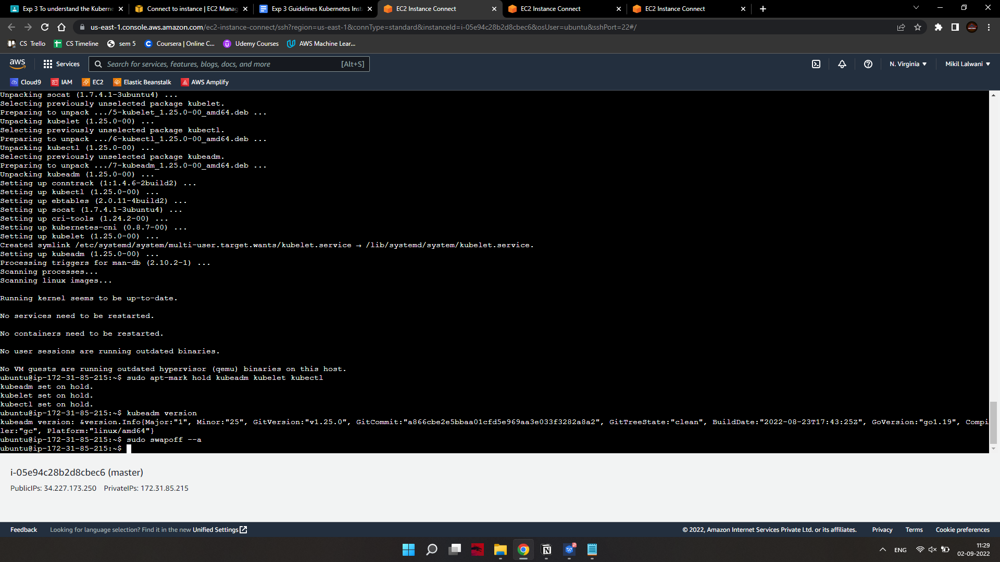 Exp 3 To understand the Kuberne
Connect to instance | EC2 Manag
Exp 3 Guidelines Kubernetes Inst
EC2 Instance Connect
EC2 Instance Connect
EC2 Instance Connect
us-east-1.console.aws.amazon.com/ec2-instance-connect/ssh?region=us-east-1&connType=standard&instanceId=i-05e94c28b2d8cbec6&osUser=ubuntu&sshPort=22#/
CS Trello
CS Timeline
sem 5
Coursera | Online C...
Udemy Courses
AWS Machine Lear...
aws
Services
Search for services, features, blogs, docs, and more
[Alt+S]
N. Virginia
Mikil Lalwani
Cloud9
IAM
EC2
Elastic Beanstalk
AWS Amplify
Unpacking socat (1.7.4.1-3ubuntu4) ...
Selecting previously unselected package kubelet.
Preparing to unpack .../5-kubelet_1.25.0-00_amd64.deb ...
Unpacking kubelet (1.25.0-00) ...
Selecting previously unselected package kubectl.
Preparing to unpack .../6-kubectl_1.25.0-00_amd64.deb ...
Unpacking kubectl (1.25.0-00) ...
Selecting previously unselected package kubeadm.
Preparing to unpack .../7-kubeadm_1.25.0-00_amd64.deb ...
Unpacking kubeadm (1.25.0-00) ...
Setting up conntrack (1:1.4.6-2build2) ...
Setting up kubectl (1.25.0-00) ...
Setting up ebtables (2.0.11-4build2) ...
Setting up socat (1.7.4.1-3ubuntu4) ...
Setting up cri-tools (1.24.2-00) ...
Setting up kubernetes-cni (0.8.7-00) ...
Setting up kubelet (1.25.0-00) ...
Created symlink /etc/systemd/system/multi-user.target.wants/kubelet.service → /lib/systemd/system/kubelet.service.
Setting up kubeadm (1.25.0-00) ...
Processing triggers for man-db (2.10.2-1) ...
Scanning processes...
Scanning linux images...
Running kernel seems to be up-to-date.
No services need to be restarted.
No containers need to be restarted.
No user sessions are running outdated binaries.
No VM guests are running outdated hypervisor (qemu) binaries on this host.
ubuntu@ip-172-31-85-215:~$ sudo apt-mark hold kubeadm kubelet kubectl
kubeadm set on hold.
kubelet set on hold.
kubectl set on hold.
ubuntu@ip-172-31-85-215:~$ kubeadm version
kubeadm version: &version.Info{Major:"1", Minor:"25", GitVersion:"v1.25.0", GitCommit:"a866cbe2e5bbaa01cfd5e969aa3e033f3282a8a2", GitTreeState:"clean", BuildDate:"2022-08-23T17:43:25Z", GoVersion:"go1.19", Compi
ler:"gc", Platform:"linux/amd64"}
ubuntu@ip-172-31-85-215:~$ sudo swapoff --a
ubuntu@ip-172-31-85-215:~$
i-05e94c28b2d8cbec6 (master)
PublicIPs: 34.227.173.250 PrivateIPs: 172.31.85.215
Feedback
Looking for language selection? Find it in the new Unified Settings
© 2022, Amazon Internet Services Private Ltd. or its affiliates.
Privacy
Terms
Cookie preferences
ENG
11:29
02-09-2022